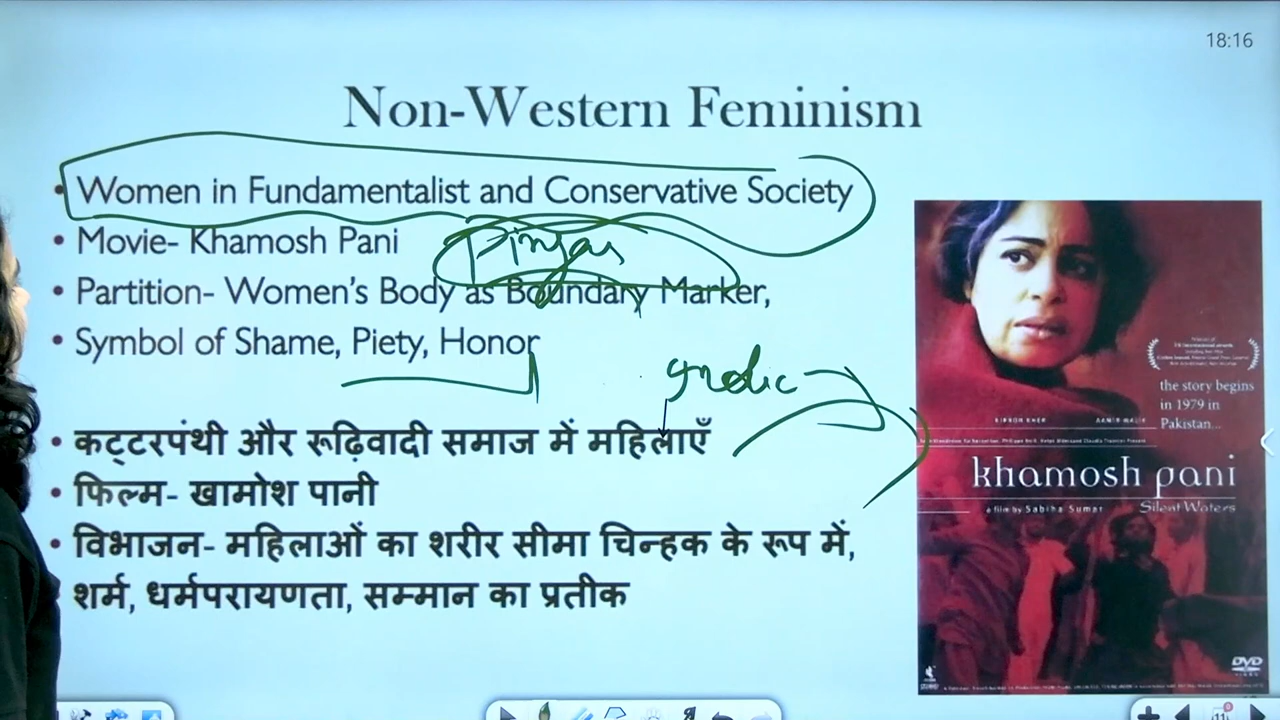 18:16
Non-Western Feminism
• Women in Fundamentalist and Conservative Society
• Movie- Khamosh Pani
Pinjar
• Partition- Women's Body as Boundary Marker,
• Symbol of Shame, Piety, Honor
• कट्टरपंथी और रूढ़िवादी समाज में महिलाएँ
• फिल्म- खामोश पानी
• विभाजन- महिलाओं का शरीर सीमा चिन्हक के रूप में,
शर्म, धर्मपरायणता, सम्मान का प्रतीक
the story begins
in 1979 in
Pakistan...
KIRRON KHER AAMIR MALIK
khamosh pani
a film by Sabiha Sumar Silent Waters
DVD
VIDEO
11